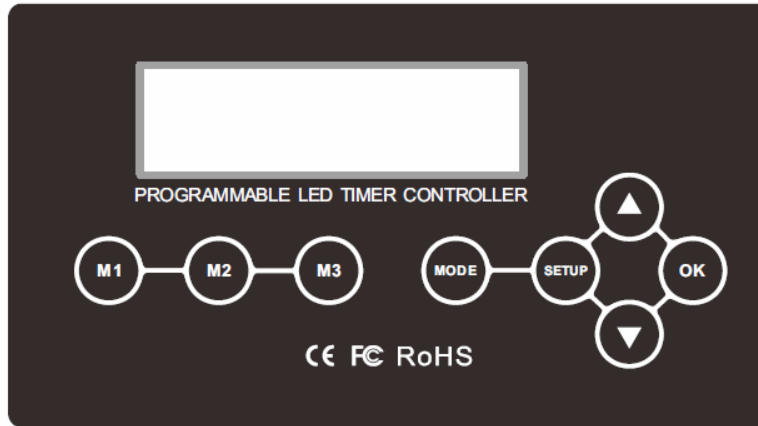 PROGRAMMABLE LED TIMER CONTROLLER
M1 M2 M3 MODE SETUP OK
CE FC RoHS